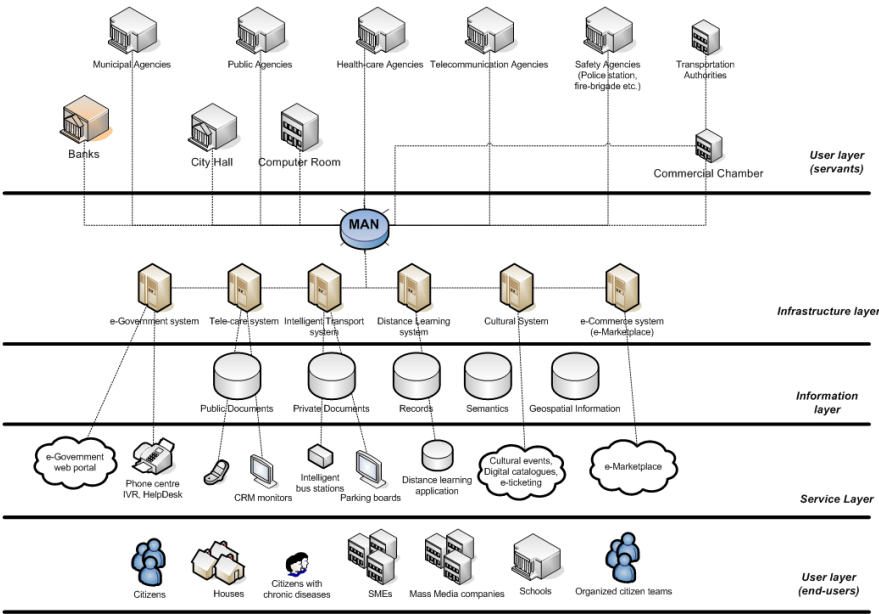 Municipal Agencies
Public Agencies
Health-care Agencies
Telecommunication Agencies
Safety Agencies
(Police station,
fire-brigade etc.)
Transportation
Authorities
Banks
City Hall
Computer Room
Commercial Chamber
User layer
(servants)
MAN
e-Government system
Tele-care system
Intelligent Transport
system
Distance Learning
system
Cultural System
e-Commerce system
(e-Marketplace)
Infrastructure layer
Public Documents
Private Documents
Records
Semantics
Geospatial Information
Information
layer
e-Government
web portal
Phone centre
IVR, HelpDesk
CRM monitors
Intelligent
bus stations
Parking boards
Distance learning
application
Cultural events,
Digital catalogues,
e-ticketing
e-Marketplace
Service Layer
Citizens
Houses
Citizens with
chronic diseases
SMEs
Mass Media companies
Schools
Organized citizen teams
User layer
(end-users)